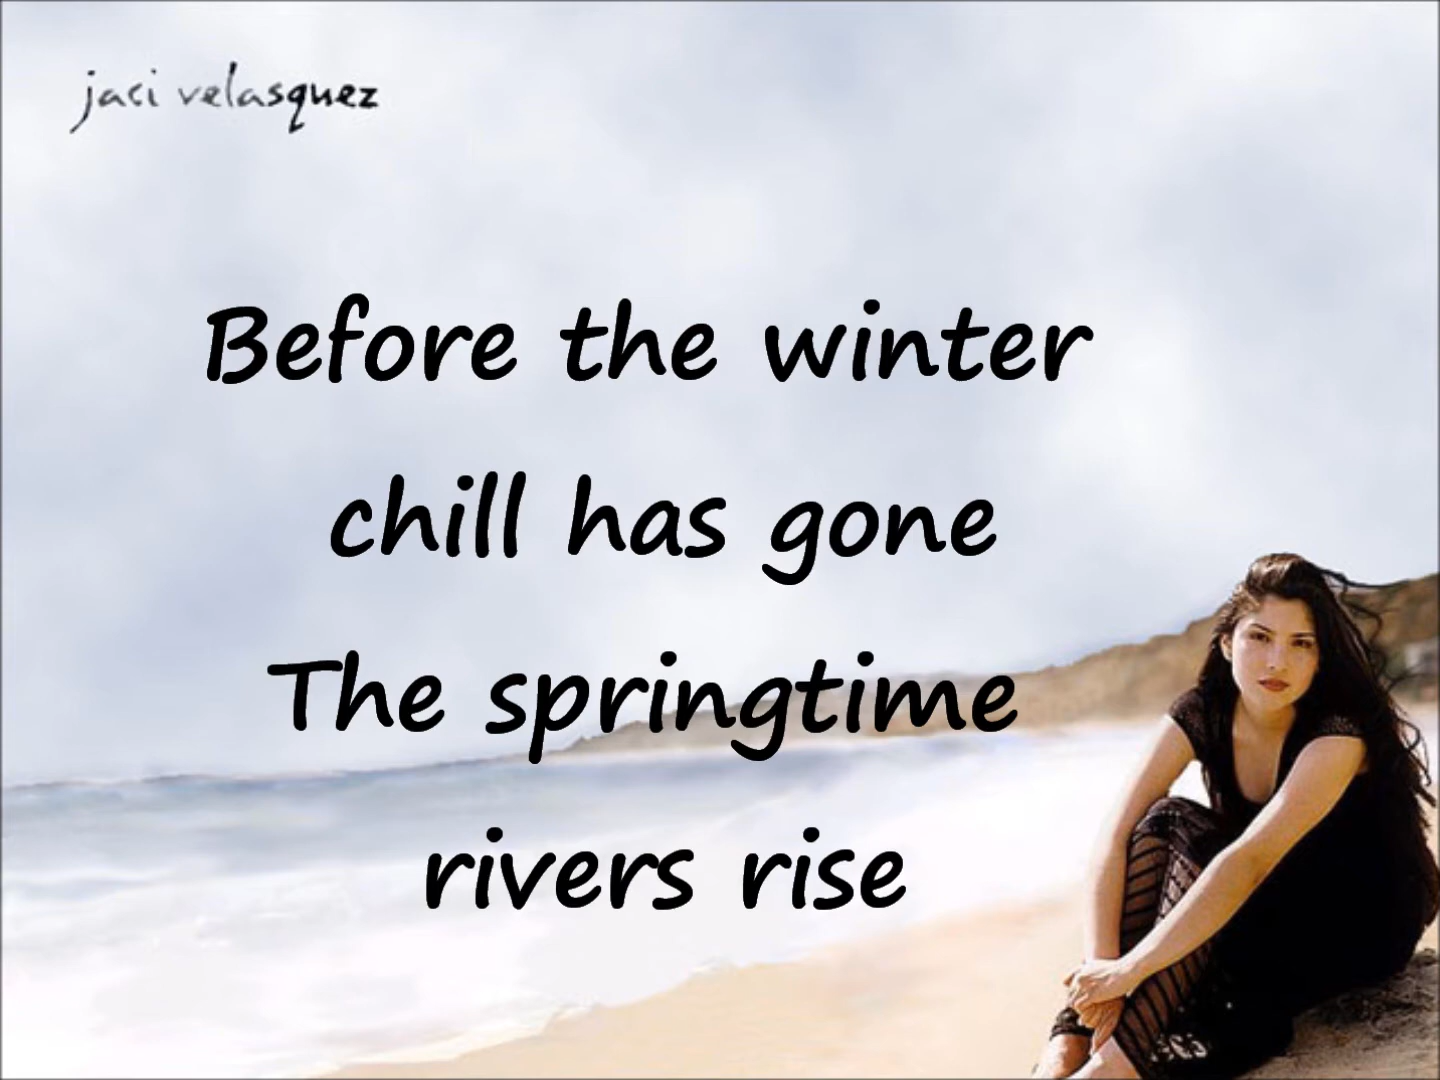 jaci velasquez
Before the winter
chill has gone
The springtime
rivers rise